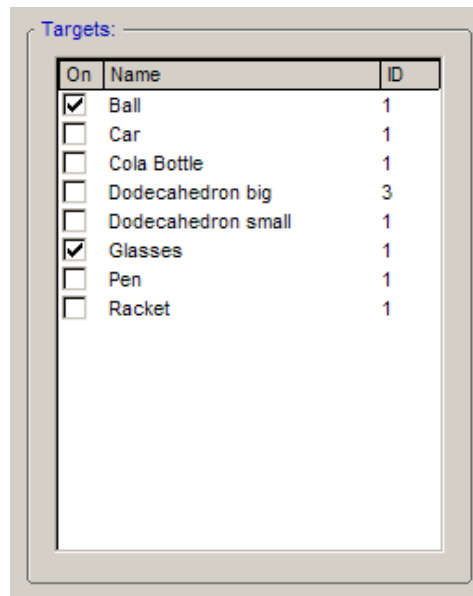 Targets:
On Name ID
Ball 1
Car 1
Cola Bottle 1
Dodecahedron big 3
Dodecahedron small 1
Glasses 1
Pen 1
Racket 1